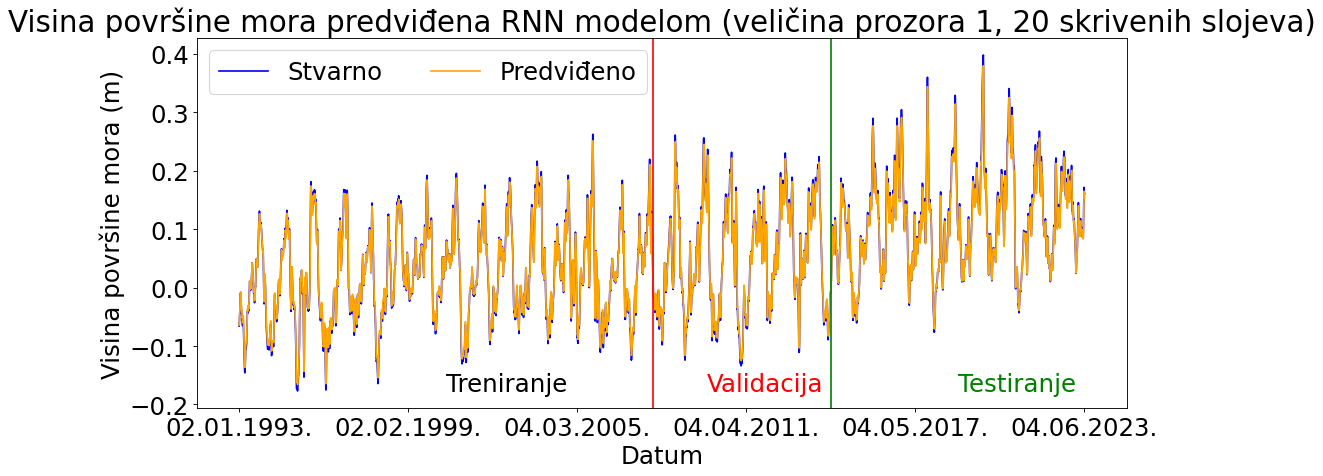 Visina površine mora predviđena RNN modelom (veličina prozora 1, 20 skrivenih slojeva)
Stvarno Predviđeno
Visina površine mora (m)
0.4
0.3
0.2
0.1
0.0
−0.1
−0.2
Treniranje Validacija Testiranje
02.01.1993. 02.02.1999. 04.03.2005. 04.04.2011. 04.05.2017. 04.06.2023.
Datum